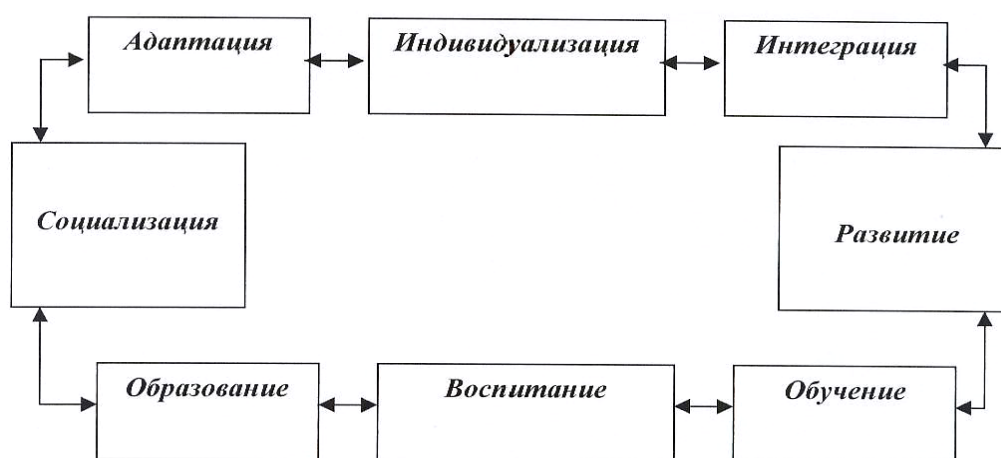 Адаптация
Индивидуализация
Интеграция
Социализация
Развитие
Образование
Воспитание
Обучение